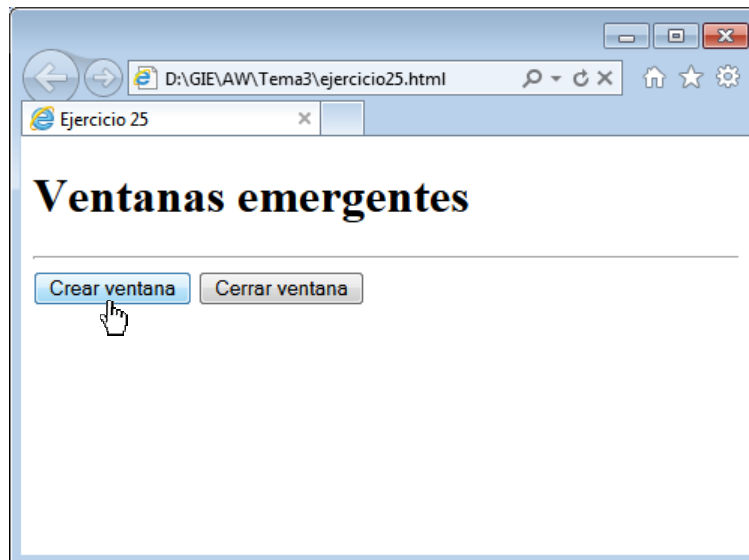 D:\GIE\AW\Tema3\ejercicio25.html
Ejercicio 25
Ventanas emergentes
Crear ventana Cerrar ventana